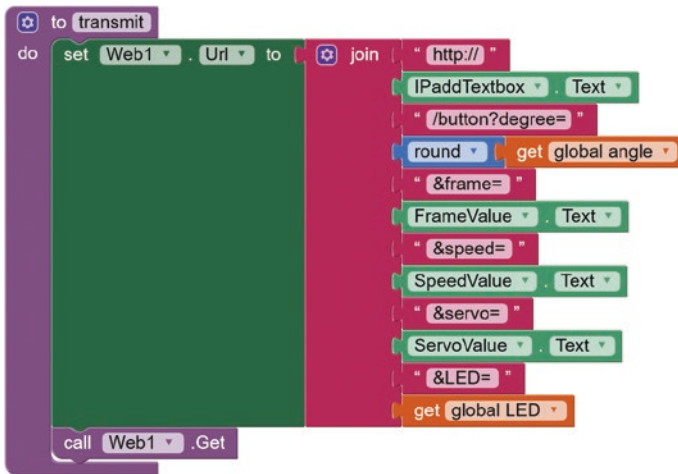 to transmit
do set Web1 . Url to join " http:// "
IPaddTextbox . Text
" /button?degree= "
round get global angle
" &frame= "
FrameValue . Text
" &speed= "
SpeedValue . Text
" &servo= "
ServoValue . Text
" &LED= "
get global LED
call Web1 .Get